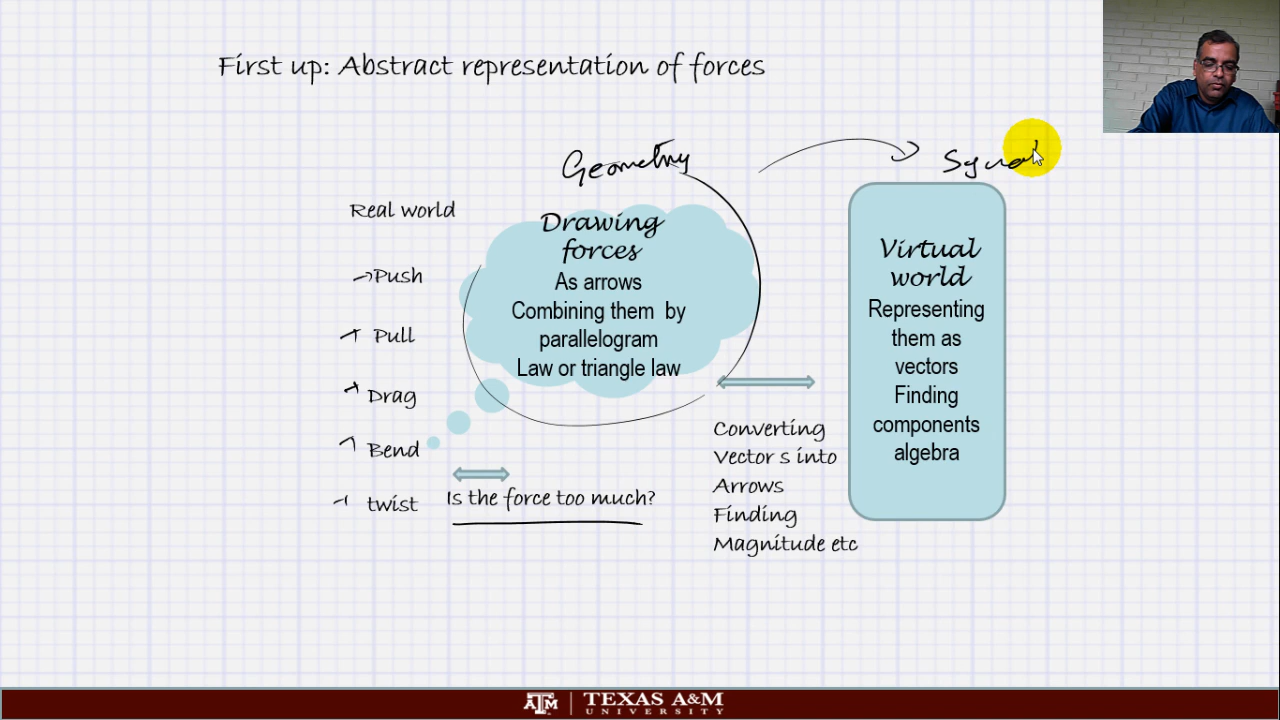 First up: Abstract representation of forces
Geometry
Real world
Push
Pull
Drag
Bend
twist
Drawing
forces
As arrows
Combining them by
parallelogram
Law or triangle law
Is the force too much?
Converting
Vector s into
Arrows
Finding
Magnitude etc
Virtual
world
Representing
them as
vectors
Finding
components
algebra
ATM
TEXAS A&M
UNIVERSITY